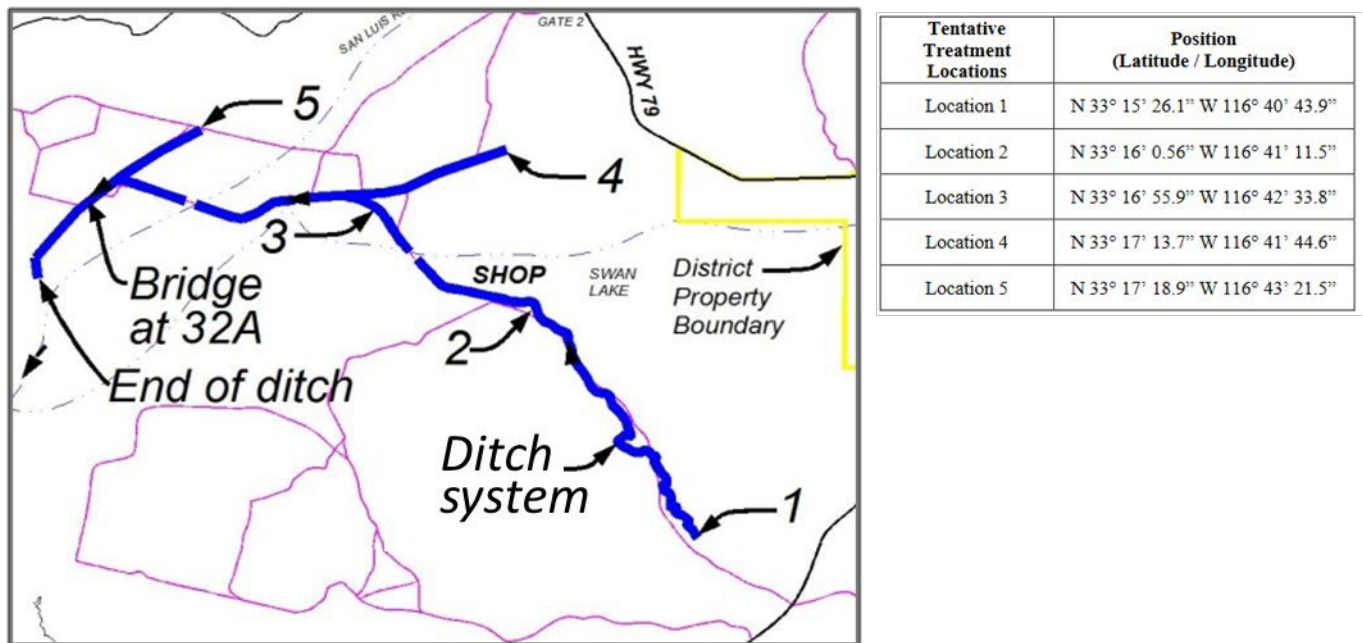 SAN LUIS
GATE 2
HWY 79
5
4
3
SHOP
SWAN
LAKE
District
Property
Boundary
Bridge
at 32A
2
End of ditch
Ditch
system
1
Tentative
Treatment
Locations
Position
(Latitude / Longitude)
Location 1
N 33° 15’ 26.1” W 116° 40’ 43.9”
Location 2
N 33° 16’ 0.56” W 116° 41’ 11.5”
Location 3
N 33° 16’ 55.9” W 116° 42’ 33.8”
Location 4
N 33° 17’ 13.7” W 116° 41’ 44.6”
Location 5
N 33° 17’ 18.9” W 116° 43’ 21.5”